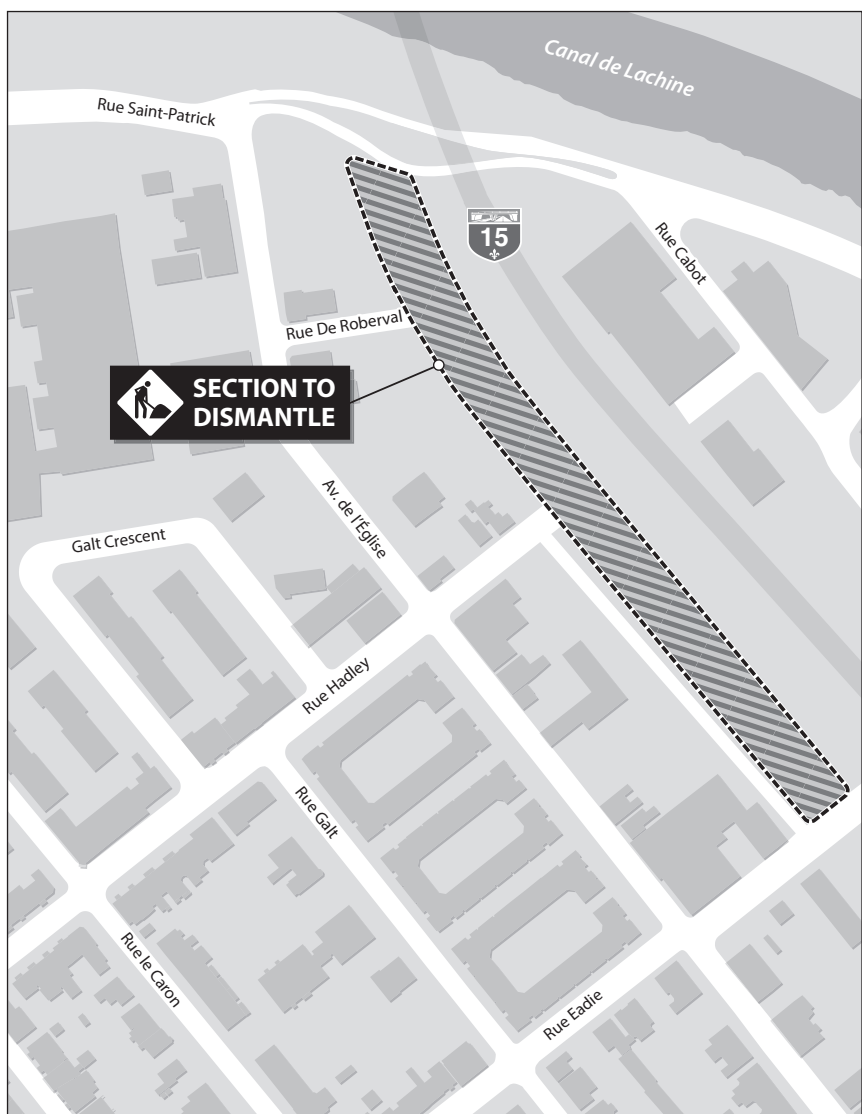 Canal de Lachine
Rue Saint-Patrick
15
Rue Cabot
Rue De Roberval
SECTION TO
DISMANTLE
Av. de l'Église
Galt Crescent
Rue Hadley
Rue Galt
Rue le Caron
Rue Eadie